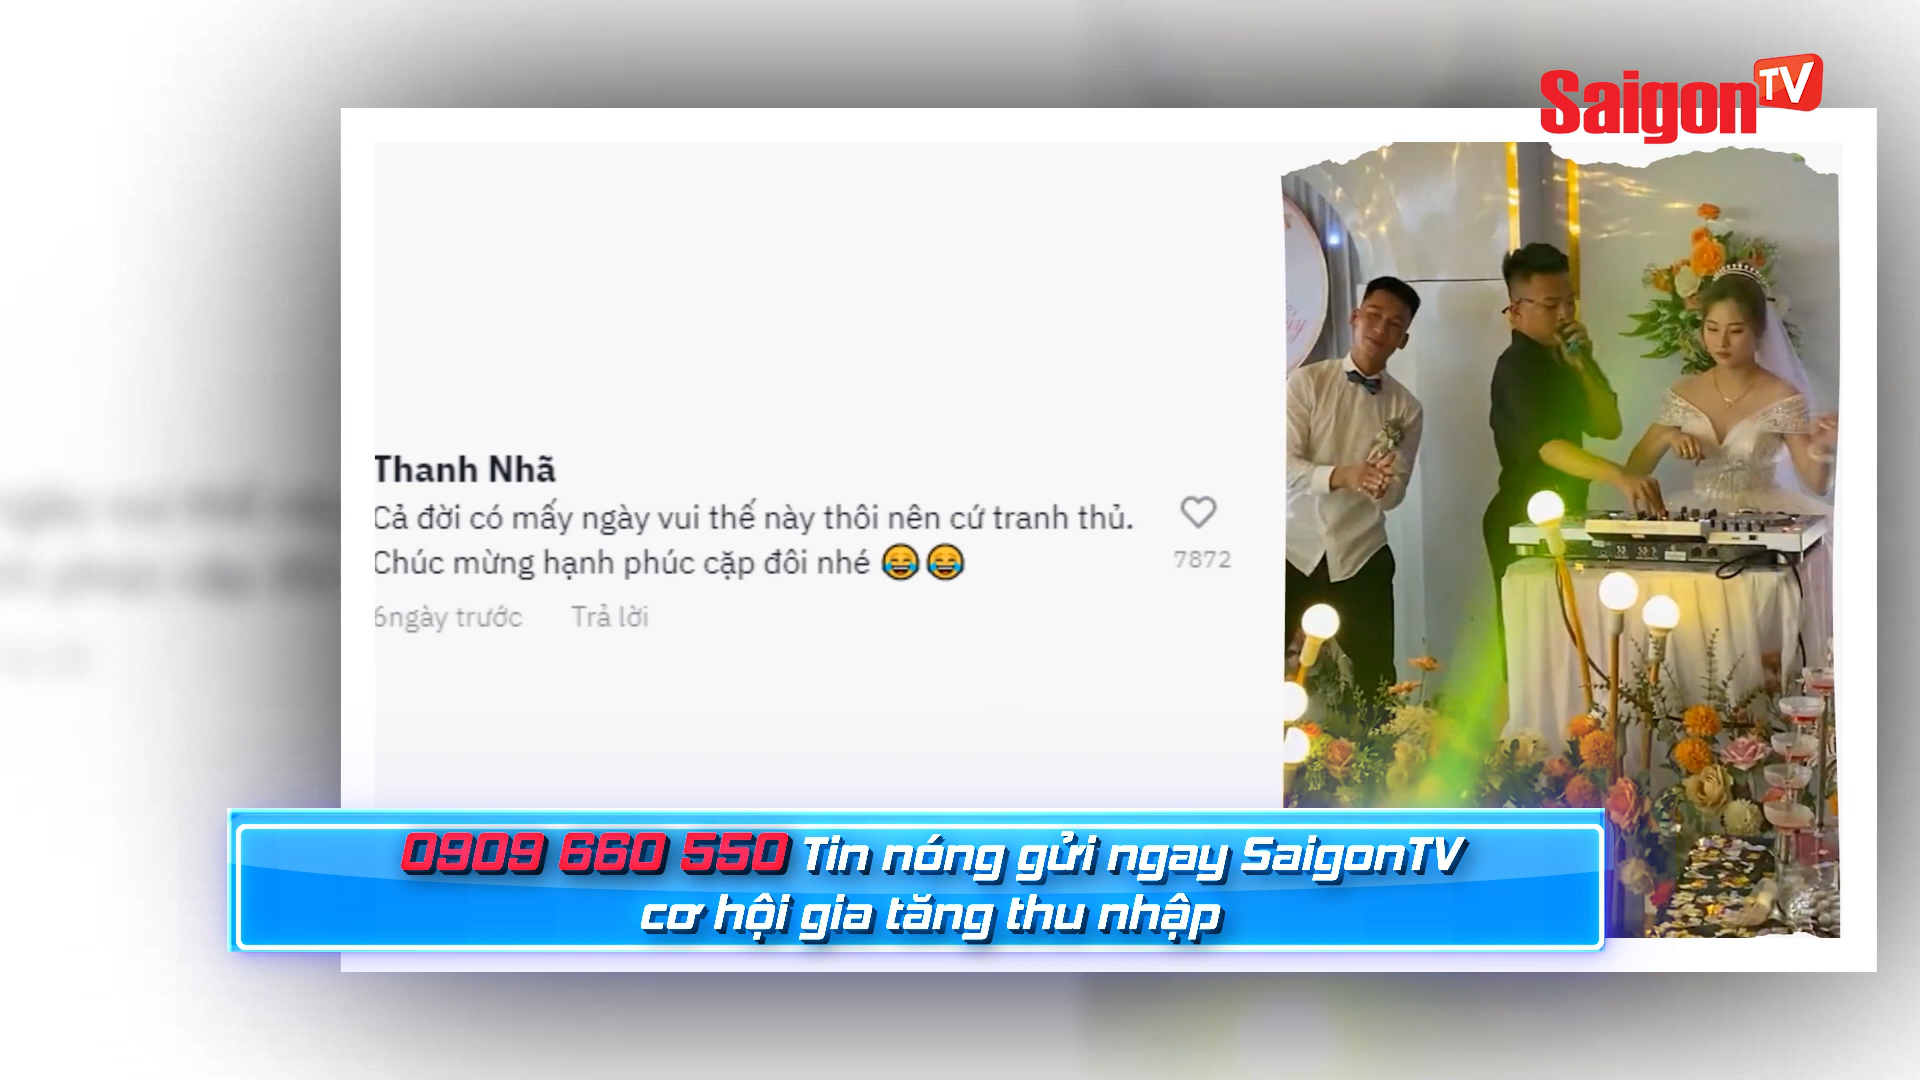 Saigon TV
Thanh Nhã
Cả đời có mấy ngày vui thế này thôi nên cứ tranh thủ.
Chúc mừng hạnh phúc cặp đôi nhé 😂😂
7872
6ngày trước Trả lời
0909 660 550 Tin nóng gửi ngay SaigonTV
cơ hội gia tăng thu nhập